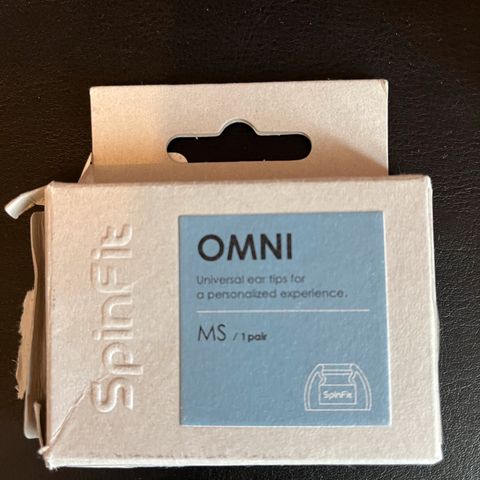 SpinFit
OMNI
Universal ear tips for
a personalized experience.
MS / 1 pair
SpinFit